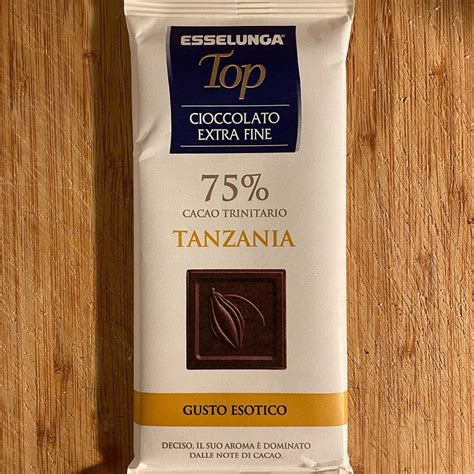 ESSELUNGA®
Top
CIOCCOLATO
EXTRA FINE
75%
CACAO TRINITARIO
TANZANIA
GUSTO ESOTICO
DECISO, IL SUO AROMA È DOMINATO
DALLE NOTE DI CACAO.